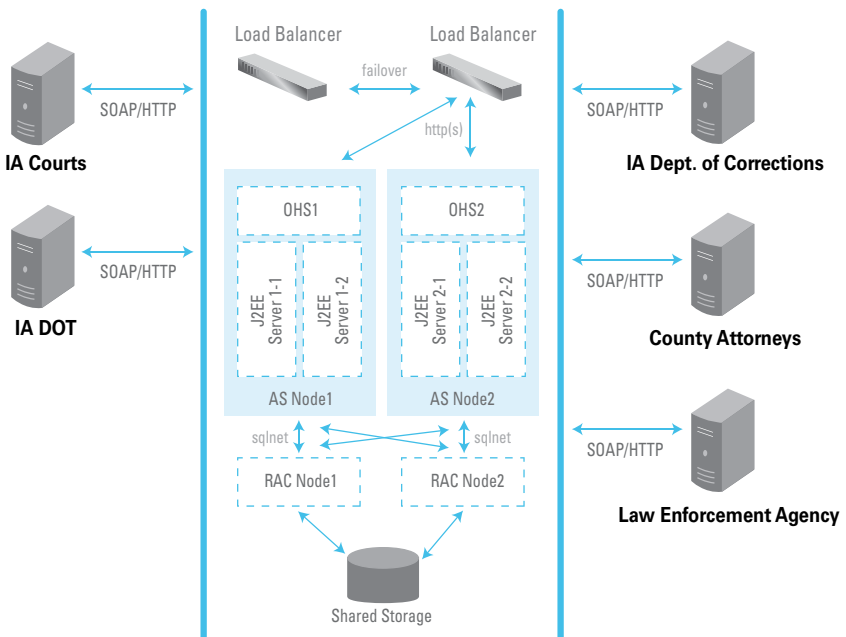 Load Balancer
Load Balancer
failover
SOAP/HTTP
IA Courts
http(s)
SOAP/HTTP
IA Dept. of Corrections
OHS1
OHS2
SOAP/HTTP
IA DOT
J2EE
Server 1-1
J2EE
Server 1-2
J2EE
Server 2-1
J2EE
Server 2-2
SOAP/HTTP
County Attorneys
AS Node1
AS Node2
sqlnet
sqlnet
SOAP/HTTP
Law Enforcement Agency
RAC Node1
RAC Node2
Shared Storage